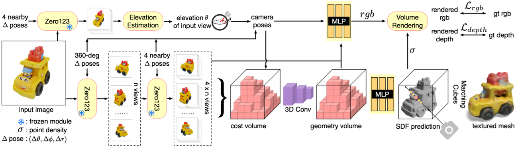 4 nearby
Δ poses
Zero123
Elevation
Estimation
elevation θ
of input view
camera
poses
MLP
rgb
Volume
Rendering
rendered
rgb
ℒrgb
gt rgb
rendered
depth
ℒdepth
gt depth
input image
360-deg
Δ poses
Zero123
n views
4 nearby
Δ poses
Zero123
4 × n views
cost volume
3D Conv
geometry volume
MLP
σ
SDF prediction
Marching
Cubes
textured mesh
: frozen module
σ : point density
Δ pose : (Δθ, Δϕ, Δr)